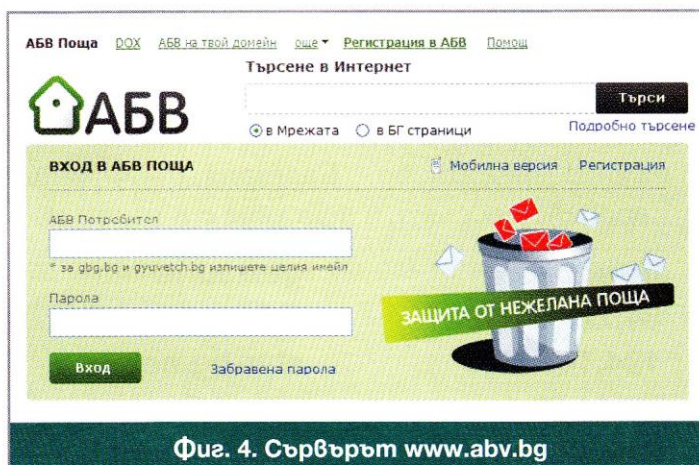 АБВ Поща DOX АБВ на твой домейн още Регистрация в АБВ Помощ
Търсене в Интернет
АБВ
Търси
в Мрежата в БГ страници Подробно търсене
ВХОД В АБВ ПОЩА Мобилна версия Регистрация
АБВ Потребител
* за gbg.bg и gyuvetch.bg изпишете целия имейл
Парола
ЗАЩИТА ОТ НЕЖЕЛАНА ПОЩА
Вход Забравена парола
Фиг. 4. Сървърът www.abv.bg